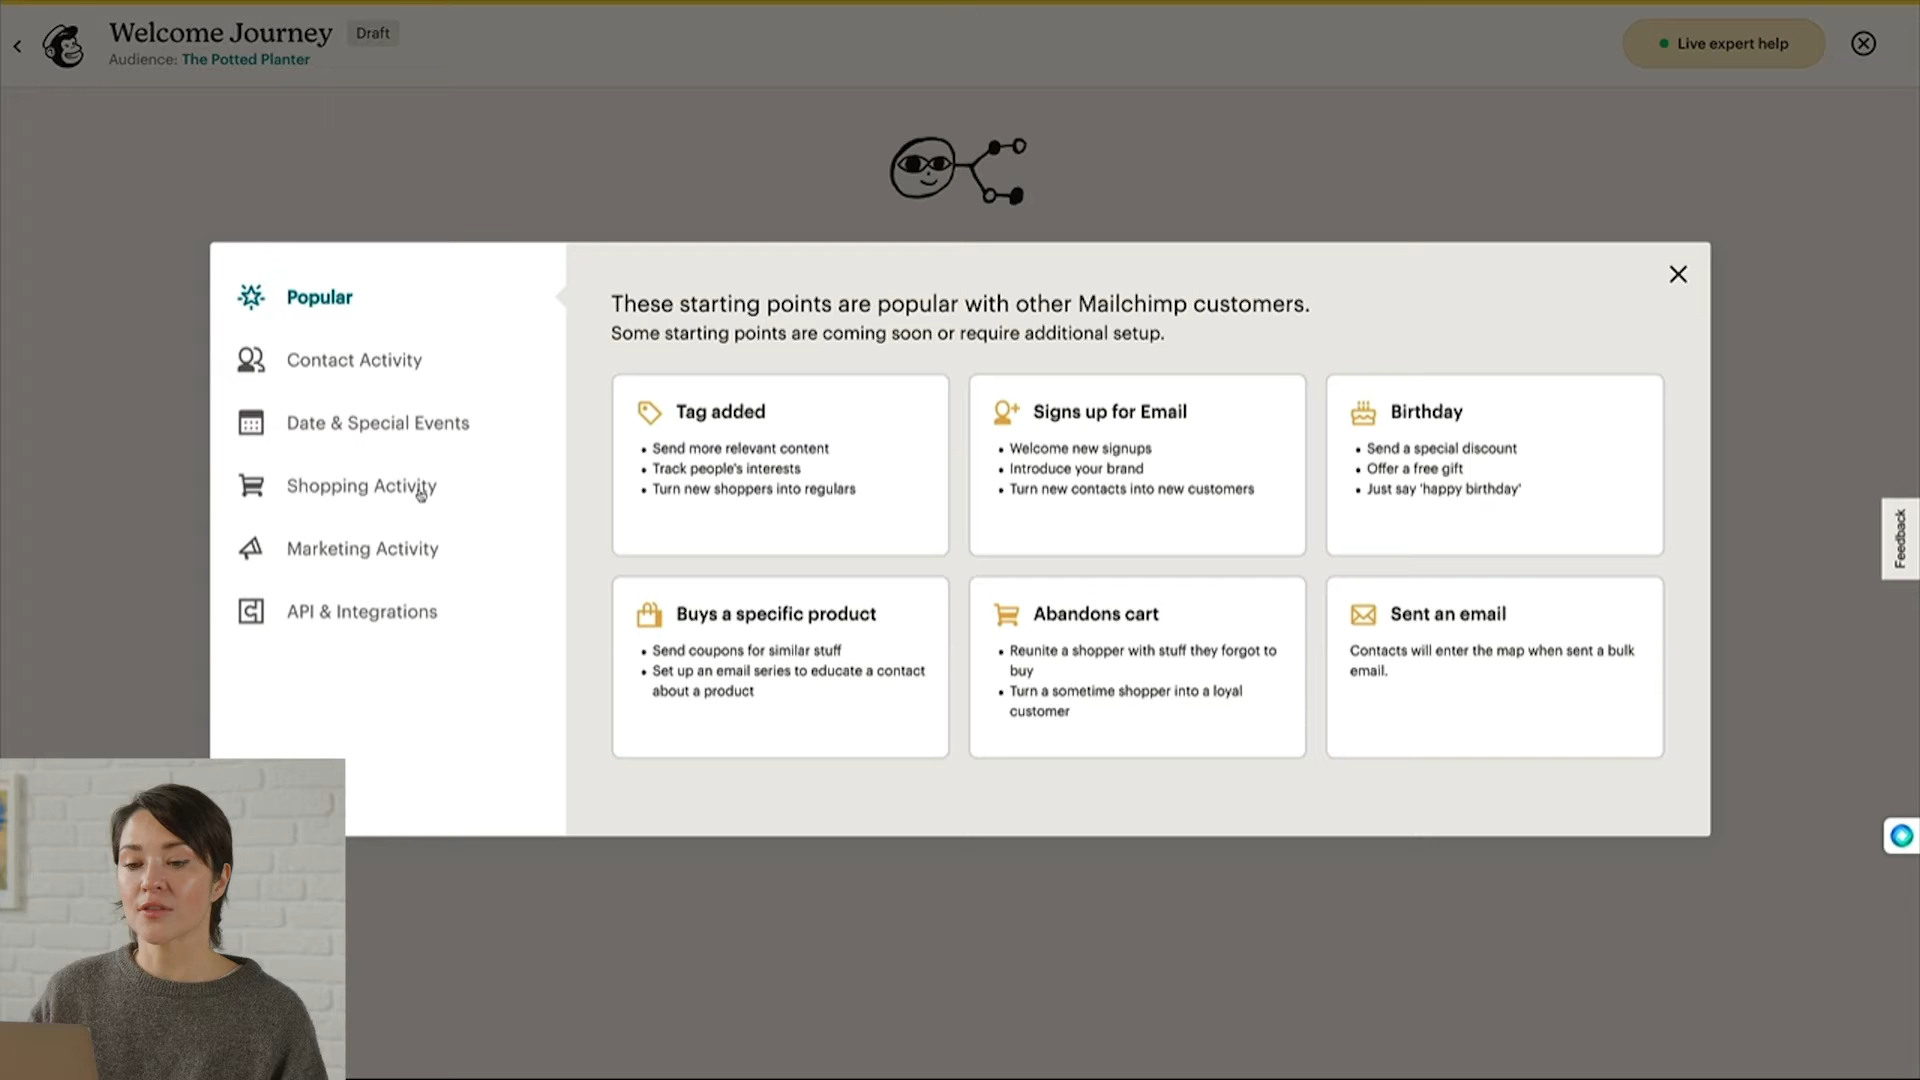 Welcome Journey
Draft
Audience: The Potted Planter
Live expert help
Popular
Contact Activity
Date & Special Events
Shopping Activity
Marketing Activity
API & Integrations
These starting points are popular with other Mailchimp customers.
Some starting points are coming soon or require additional setup.
Tag added
• Send more relevant content
• Track people's interests
• Turn new shoppers into regulars
Signs up for Email
• Welcome new signups
• Introduce your brand
• Turn new contacts into new customers
Birthday
• Send a special discount
• Offer a free gift
• Just say 'happy birthday'
Buys a specific product
• Send coupons for similar stuff
• Set up an email series to educate a contact
about a product
Abandons cart
• Reunite a shopper with stuff they forgot to
buy
• Turn a sometime shopper into a loyal
customer
Sent an email
Contacts will enter the map when sent a bulk
email.
Feedback